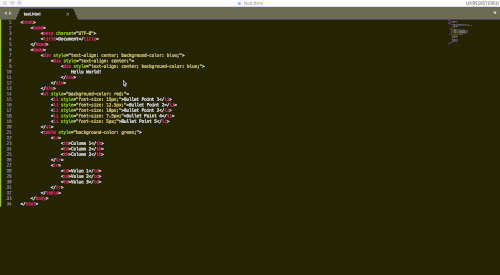 test.html
UNREGISTERED
test.html
1 <html>
2 <head>
3 <meta charset="UTF-8">
4 <title>Document</title>
5 </head>
6 <body>
7 <div style="text-align: center; background-color: blue;">
8 <div style="text-align: center;">
9 <div style="text-align: center; background-color: blue;">
10 Hello World!
11 </div>
12 </div>
13 </div>
14 <ul style="background-color: red;">
15 <li style="font-size: 15px;">Bullet Point 1</li>
16 <li style="font-size: 12.5px;">Bullet Point 2</li>
17 <li style="font-size: 10px;">Bullet Point 3</li>
18 <li style="font-size: 7.5px;">Bullet Point 4</li>
19 <li style="font-size: 5px;">Bullet Point 5</li>
20 </ul>
21 <table style="background-color: green;">
22 <tr>
23 <th>Column 1</th>
24 <th>Column 2</th>
25 <th>Column 3</th>
26 </tr>
27 <tr>
28 <td>Value 1</td>
29 <td>Value 2</td>
30 <td>Value 3</td>
31 </tr>
32 </table>
33 </body>
34 </html>